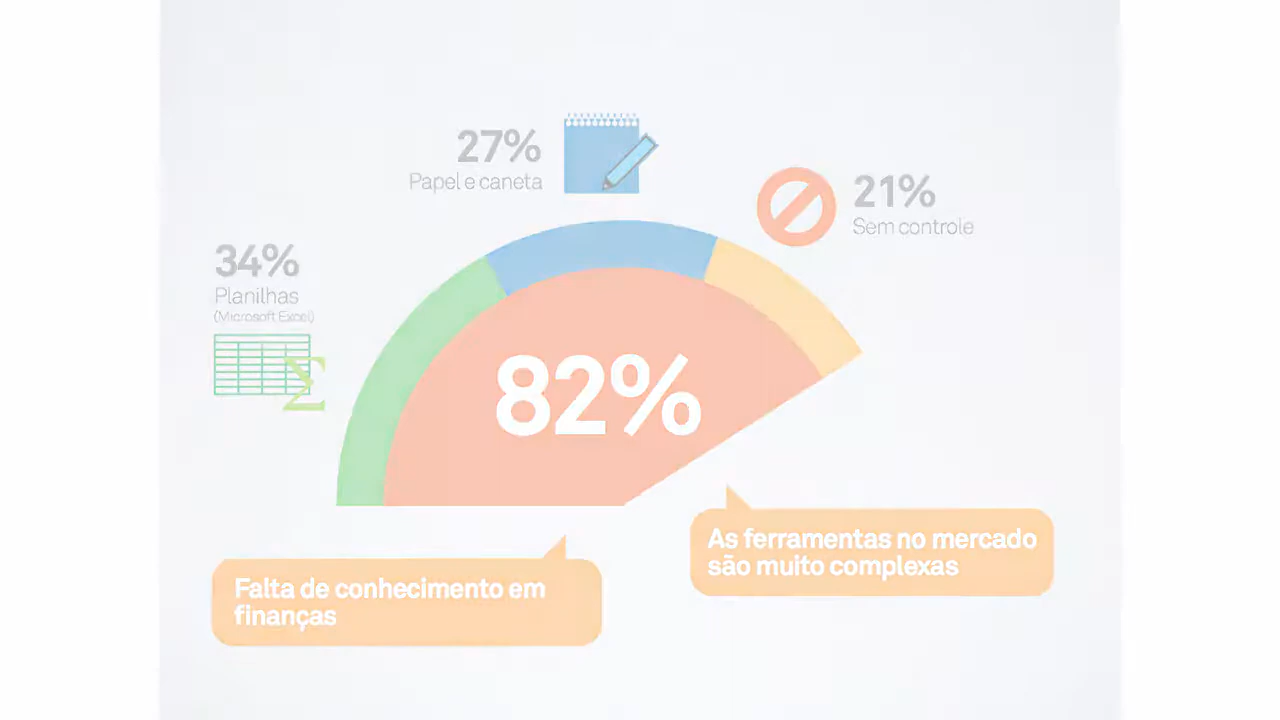 27%
Papel e caneta
21%
Sem controle
34%
Planilhas
(Microsoft Excel)
Σ
82%
As ferramentas no mercado
são muito complexas
Falta de conhecimento em
finanças